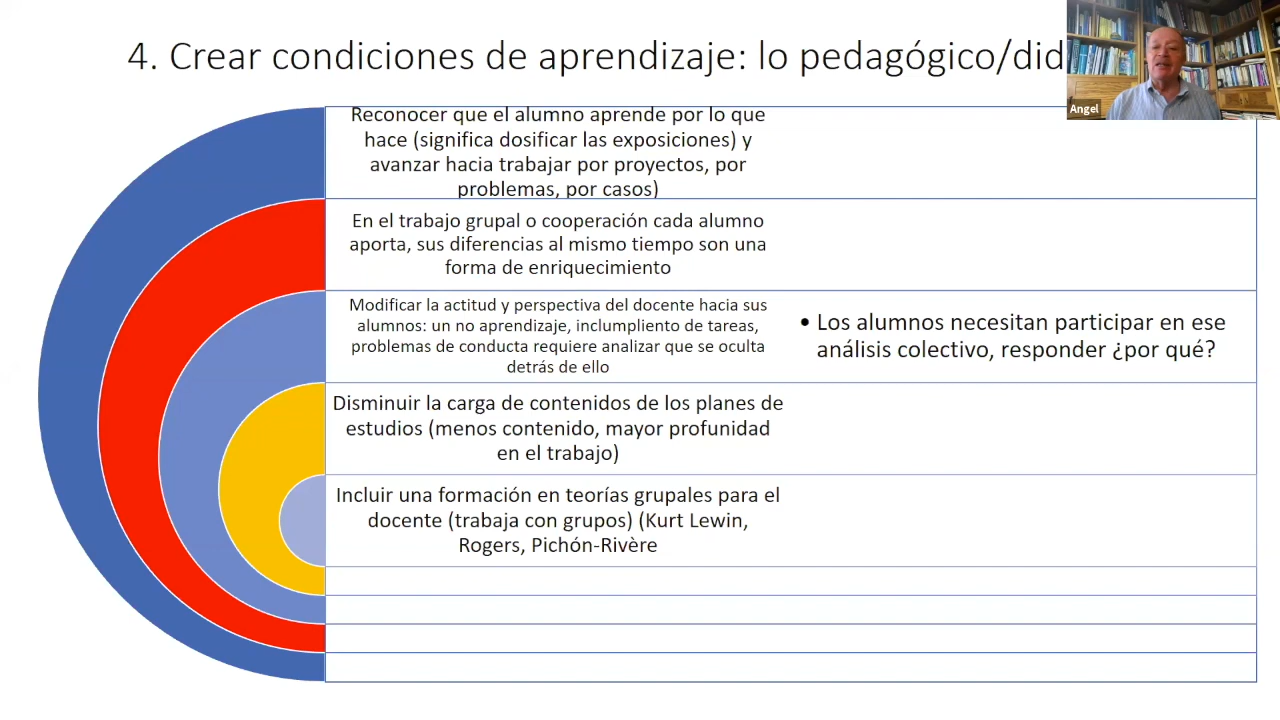 4. Crear condiciones de aprendizaje: lo pedagógico/did
Angel
Reconocer que el alumno aprende por lo que
hace (significa dosificar las exposiciones) y
avanzar hacia trabajar por proyectos, por
problemas, por casos)
En el trabajo grupal o cooperación cada alumno
aporta, sus diferencias al mismo tiempo son una
forma de enriquecimiento
Modificar la actitud y perspectiva del docente hacia sus
alumnos: un no aprendizaje, inclumpliento de tareas,
problemas de conducta requiere analizar que se oculta
detrás de ello
• Los alumnos necesitan participar en ese
análisis colectivo, responder ¿por qué?
Disminuir la carga de contenidos de los planes de
estudios (menos contenido, mayor profunidad
en el trabajo)
Incluir una formación en teorías grupales para el
docente (trabaja con grupos) (Kurt Lewin,
Rogers, Pichón-Rivère